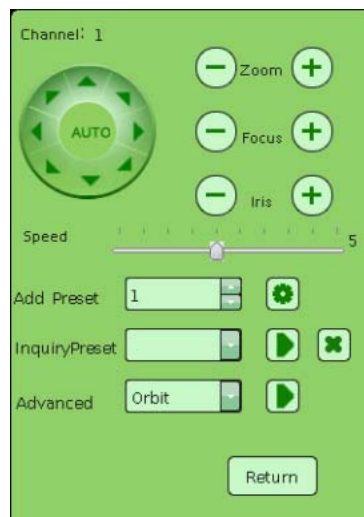 Channel: 1
Zoom
AUTO
Focus
Iris
Speed
5
Add Preset 1
InquiryPreset
Advanced Orbit
Return